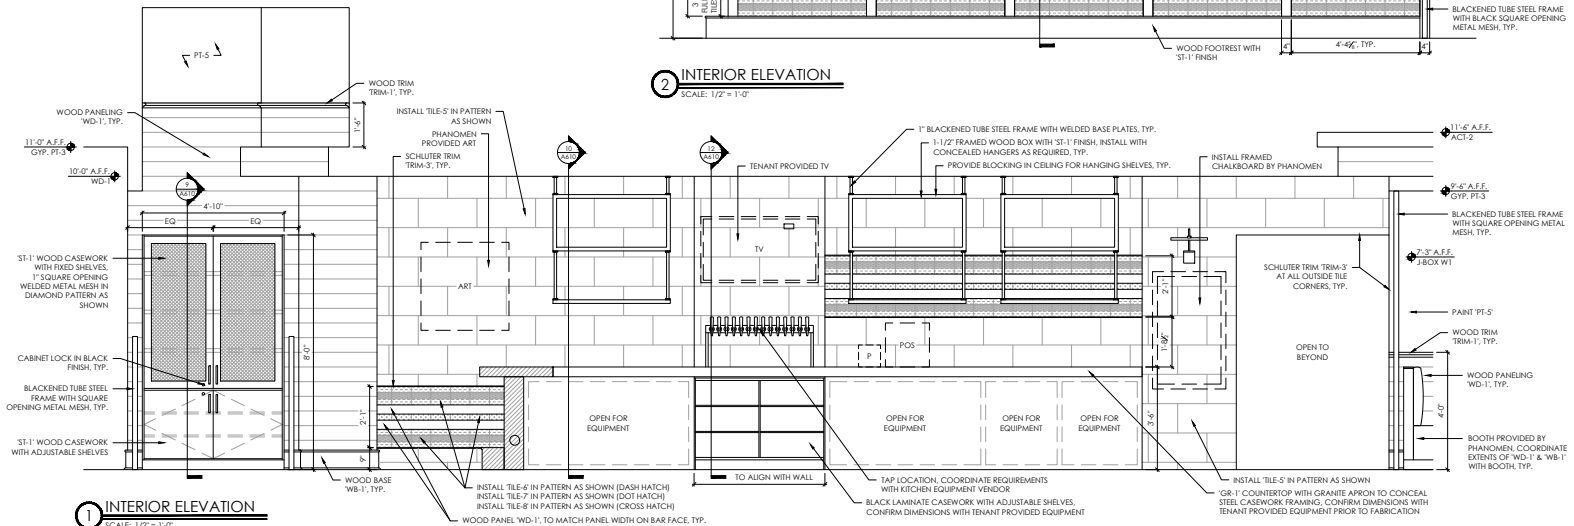 BLACKENED TUBE STEEL FRAME
WITH BLACK SQUARE OPENING
METAL MESH, TYP.
WOOD FOOTREST WITH
'ST-1' FINISH
4"
4"
2
INTERIOR ELEVATION
SCALE: 1/2" = 1'-0"
PT-5
WOOD TRIM
'TRIM-1', TYP.
WOOD PANELING
'WD-1', TYP.
1'-6"
11'-0" A.F.F.
GYP. PT-3
10'-0" A.F.F.
WD-1
INSTALL 'TILE-5' IN PATTERN
AS SHOWN
PHANOMEN
PROVIDED ART
SCHLUTER TRIM
'TRIM-3', TYP.
10
A610
12
A610
9
A610
TENANT PROVIDED TV
1" BLACKENED TUBE STEEL FRAME WITH WELDED BASE PLATES, TYP.
1-1/2" FRAMED WOOD BOX WITH 'ST-1' FINISH, INSTALL WITH
CONCEALED HANGERS AS REQUIRED, TYP.
PROVIDE BLOCKING IN CEILING FOR HANGING SHELVES, TYP.
INSTALL FRAMED
CHALKBOARD BY PHANOMEN
11'-6" A.F.F.
ACT-2
9'-6" A.F.F.
GYP. PT-3
BLACKENED TUBE STEEL FRAME
WITH SQUARE OPENING METAL
MESH, TYP.
7'-3" A.F.F.
J-BOX W1
4'-10"
EQ
EQ
'ST-1' WOOD CASEWORK
WITH FIXED SHELVES,
1" SQUARE OPENING
WELDED METAL MESH IN
DIAMOND PATTERN AS
SHOWN
ART
TV
SCHLUTER TRIM 'TRIM-3'
AT ALL OUTSIDE TILE
CORNERS, TYP.
2'-1"
PAINT 'PT-5'
WOOD TRIM
'TRIM-1', TYP.
CABINET LOCK IN BLACK
FINISH, TYP.
8'-0"
P
POS
OPEN TO
BEYOND
WOOD PANELING
'WD-1', TYP.
BLACKENED TUBE STEEL
FRAME WITH SQUARE
OPENING METAL MESH, TYP.
2'-1"
OPEN FOR
EQUIPMENT
OPEN FOR
EQUIPMENT
OPEN FOR
EQUIPMENT
OPEN FOR
EQUIPMENT
3'-6"
4'-0"
'ST-1' WOOD CASEWORK
WITH ADJUSTABLE SHELVES
BOOTH PROVIDED BY
PHANOMEN, COORDINATE
EXTENTS OF 'WD-1' & 'WB-1'
WITH BOOTH, TYP.
WOOD BASE
'WB-1', TYP.
TO ALIGN WITH WALL
INSTALL 'TILE-6' IN PATTERN AS SHOWN (DASH HATCH)
INSTALL 'TILE-7' IN PATTERN AS SHOWN (DOT HATCH)
INSTALL 'TILE-8' IN PATTERN AS SHOWN (CROSS HATCH)
WOOD PANEL 'WD-1', TO MATCH PANEL WIDTH ON BAR FACE, TYP.
TAP LOCATION, COORDINATE REQUIREMENTS
WITH KITCHEN EQUIPMENT VENDOR
BLACK LAMINATE CASEWORK WITH ADJUSTABLE SHELVES,
CONFIRM DIMENSIONS WITH TENANT PROVIDED EQUIPMENT
INSTALL 'TILE-5' IN PATTERN AS SHOWN
'GR-1' COUNTERTOP WITH GRANITE APRON TO CONCEAL
STEEL CASEWORK FRAMING, CONFIRM DIMENSIONS WITH
TENANT PROVIDED EQUIPMENT PRIOR TO FABRICATION
1
INTERIOR ELEVATION
SCALE: 1/2" = 1'-0"